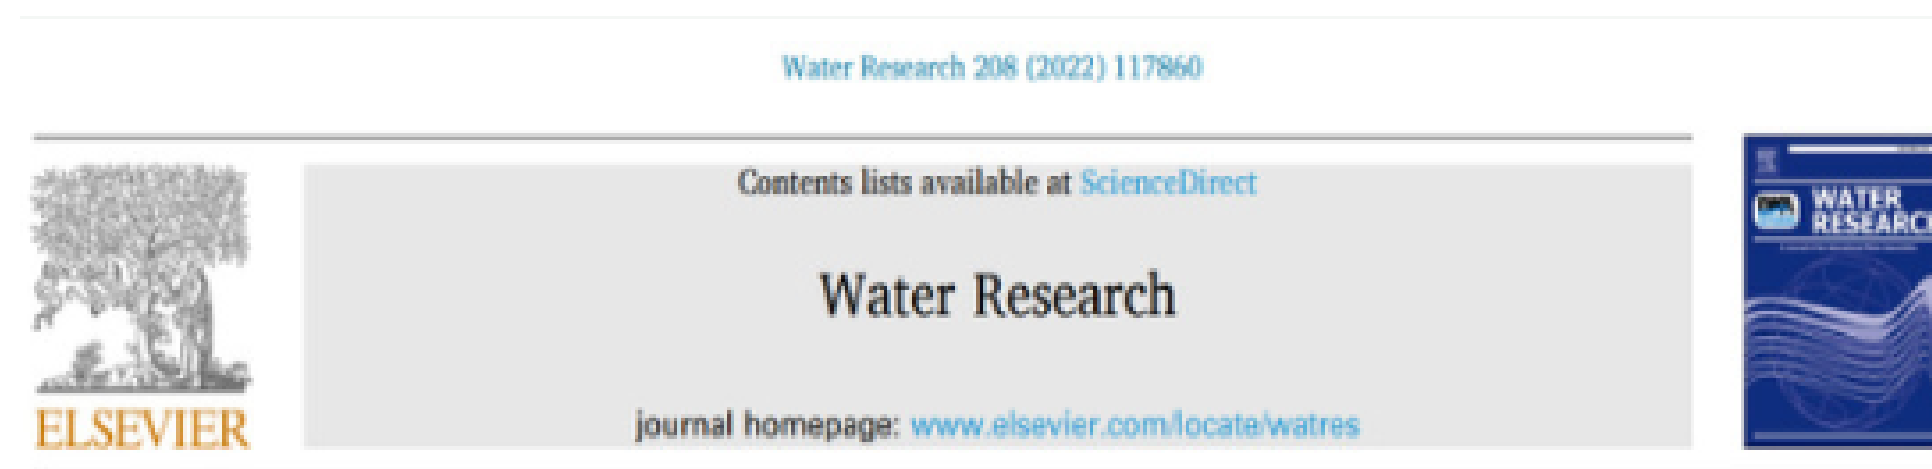 Water Research 208 (2022) 117860
Contents lists available at ScienceDirect
Water Research
journal homepage: www.elsevier.com/locate/watres
ELSEVIER
WATER
RESEARCH